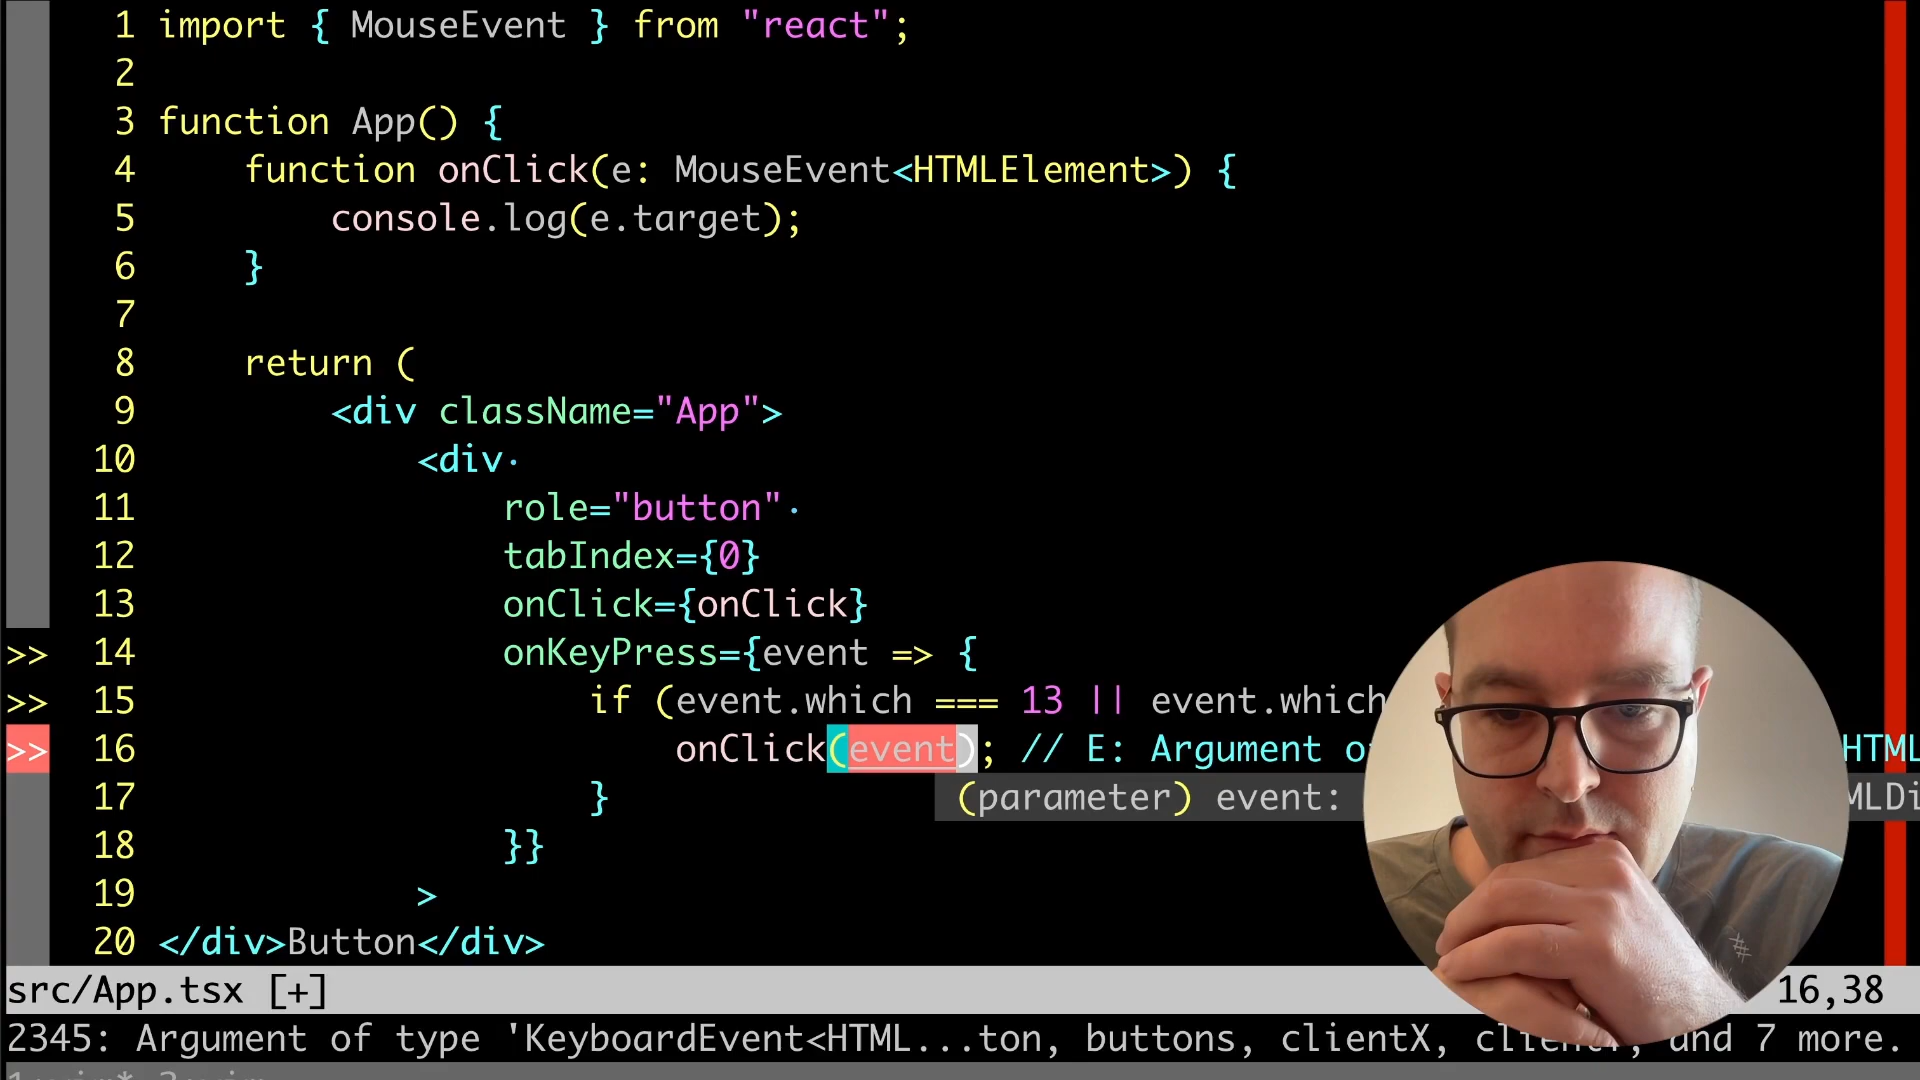 1 import { MouseEvent } from "react";
2
3 function App() {
4 function onClick(e: MouseEvent<HTMLElement>) {
5 console.log(e.target);
6 }
7
8 return (
9 <div className="App">
10 <div·
11 role="button"·
12 tabIndex={0}
13 onClick={onClick}
>> 14 onKeyPress={event => {
>> 15 if (event.which === 13 || event.which
>> 16 onClick(event); // E: Argument o HTML
17 } (parameter) event: MLDi
18 }}
19 >
20 </div>Button</div>
src/App.tsx [+] 16,38
2345: Argument of type 'KeyboardEvent<HTML...ton, buttons, clientX, clientY, and 7 more.